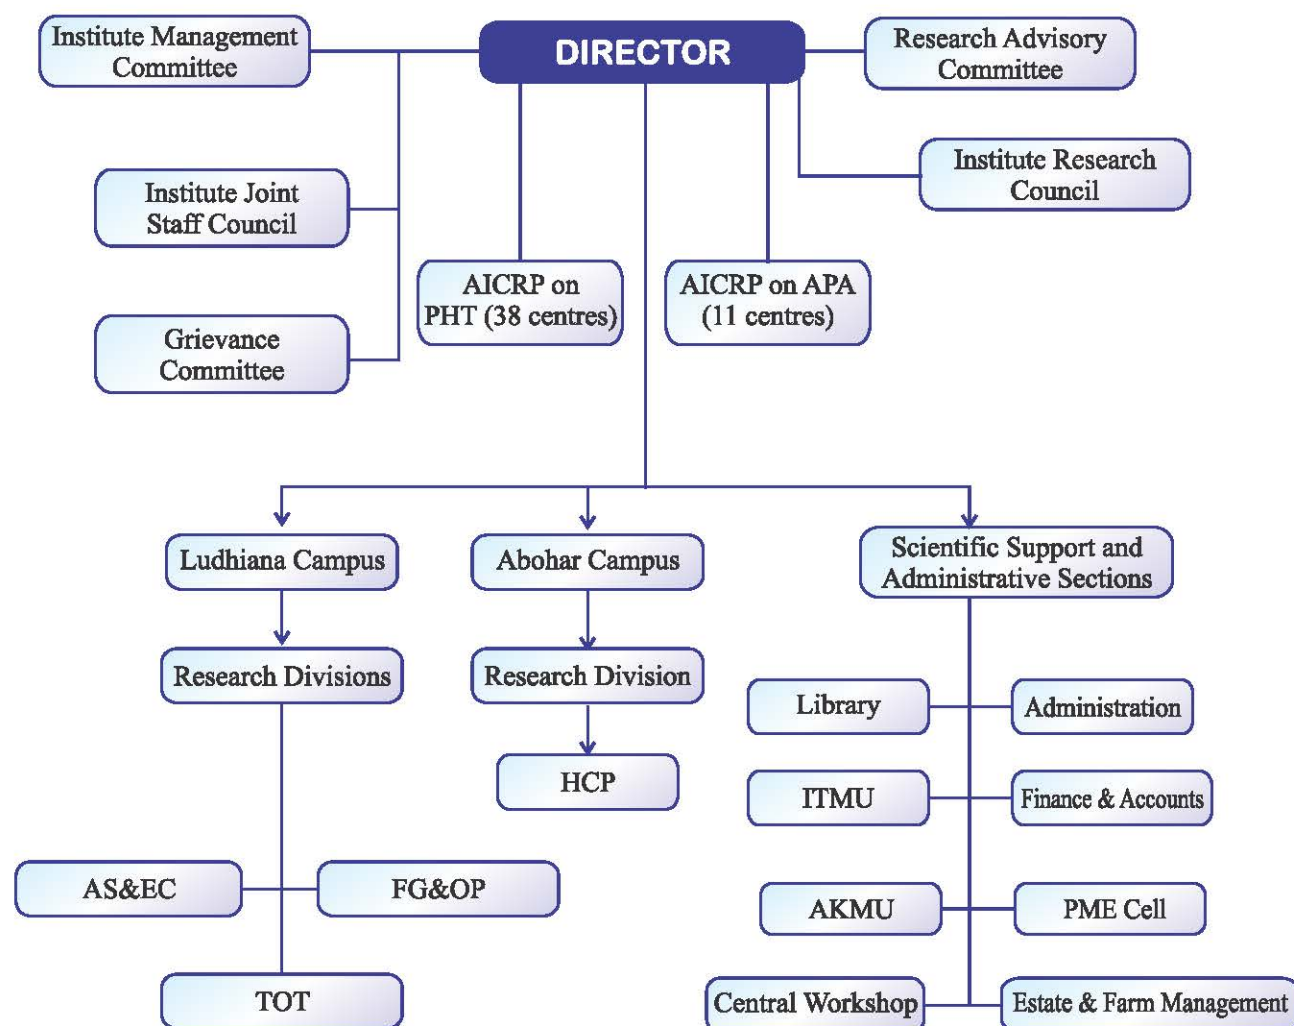 Institute Management
Committee
DIRECTOR
Research Advisory
Committee
Institute Joint
Staff Council
Institute Research
Council
Grievance
Committee
AICRP on
PHT (38 centres)
AICRP on APA
(11 centres)
Ludhiana Campus
Abohar Campus
Scientific Support and
Administrative Sections
Research Divisions
Research Division
Library
Administration
HCP
ITMU
Finance & Accounts
AS&EC
FG&OP
AKMU
PME Cell
TOT
Central Workshop
Estate & Farm Management